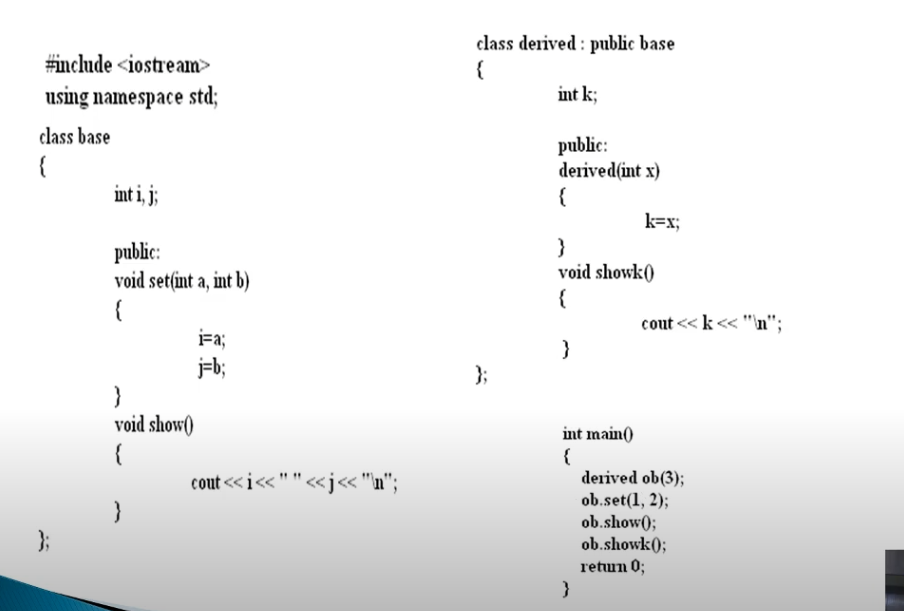 #include <iostream>
using namespace std;
class base
{
int i, j;
public:
void set(int a, int b)
{
i=a;
j=b;
}
void show()
{
cout << i << " " << j << "\n";
}
};
class derived : public base
{
int k;
public:
derived(int x)
{
k=x;
}
void showk()
{
cout << k << "\n";
}
};
int main()
{
derived ob(3);
ob.set(1, 2);
ob.show();
ob.showk();
return 0;
}